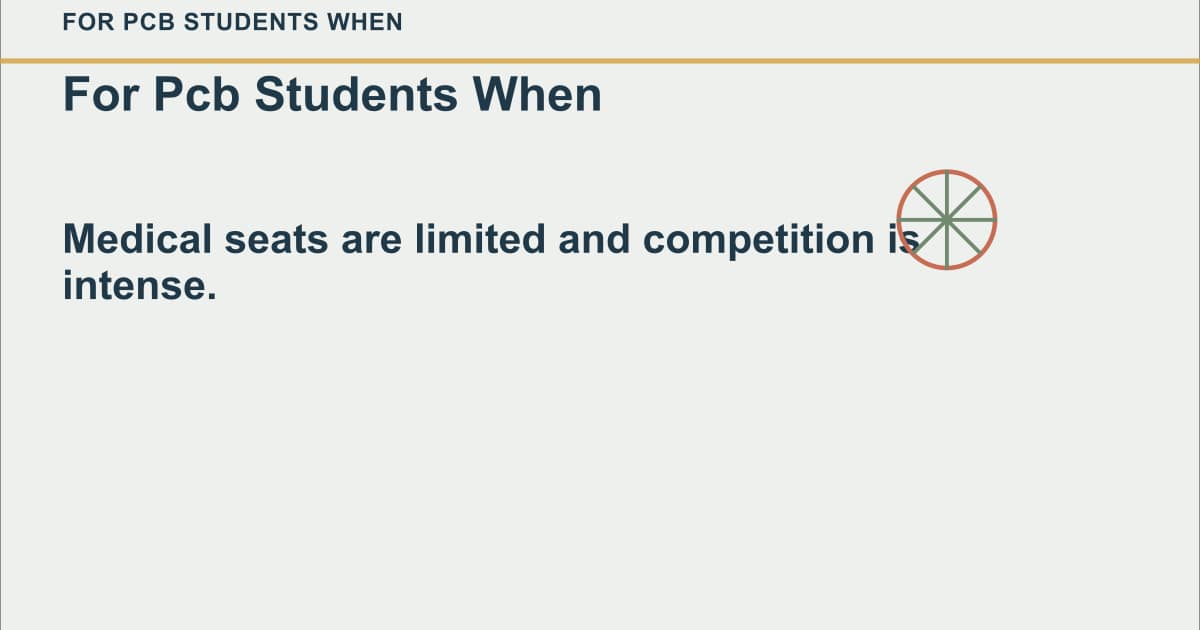 FOR PCB STUDENTS WHEN
For Pcb Students When
Medical seats are limited and competition is
intense.